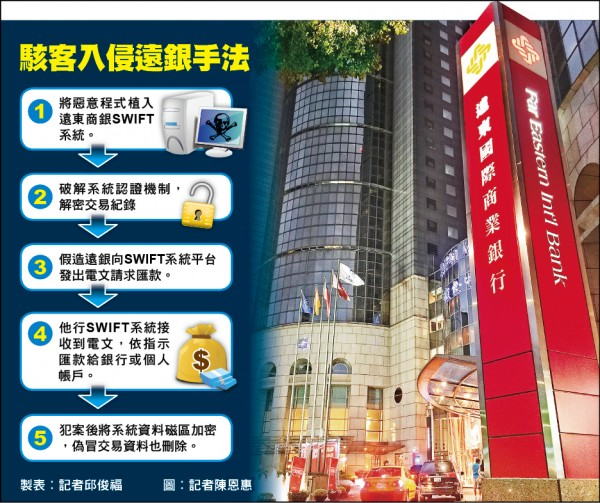 駭客入侵遠銀手法
1
將惡意程式植入
遠東商銀SWIFT
系統。
2
破解系統認證機制，
解密交易紀錄
3
假造遠銀向SWIFT系統平台
發出電文請求匯款。
4
他行SWIFT系統接
收到電文，依指示
匯款給銀行或個人
帳戶。
$
5
犯案後將系統資料磁區加密
，偽冒交易資料也刪除。
製表：記者邱俊福
圖：記者陳恩惠
遠東國際商業銀行
Far Eastern Int'l Bank